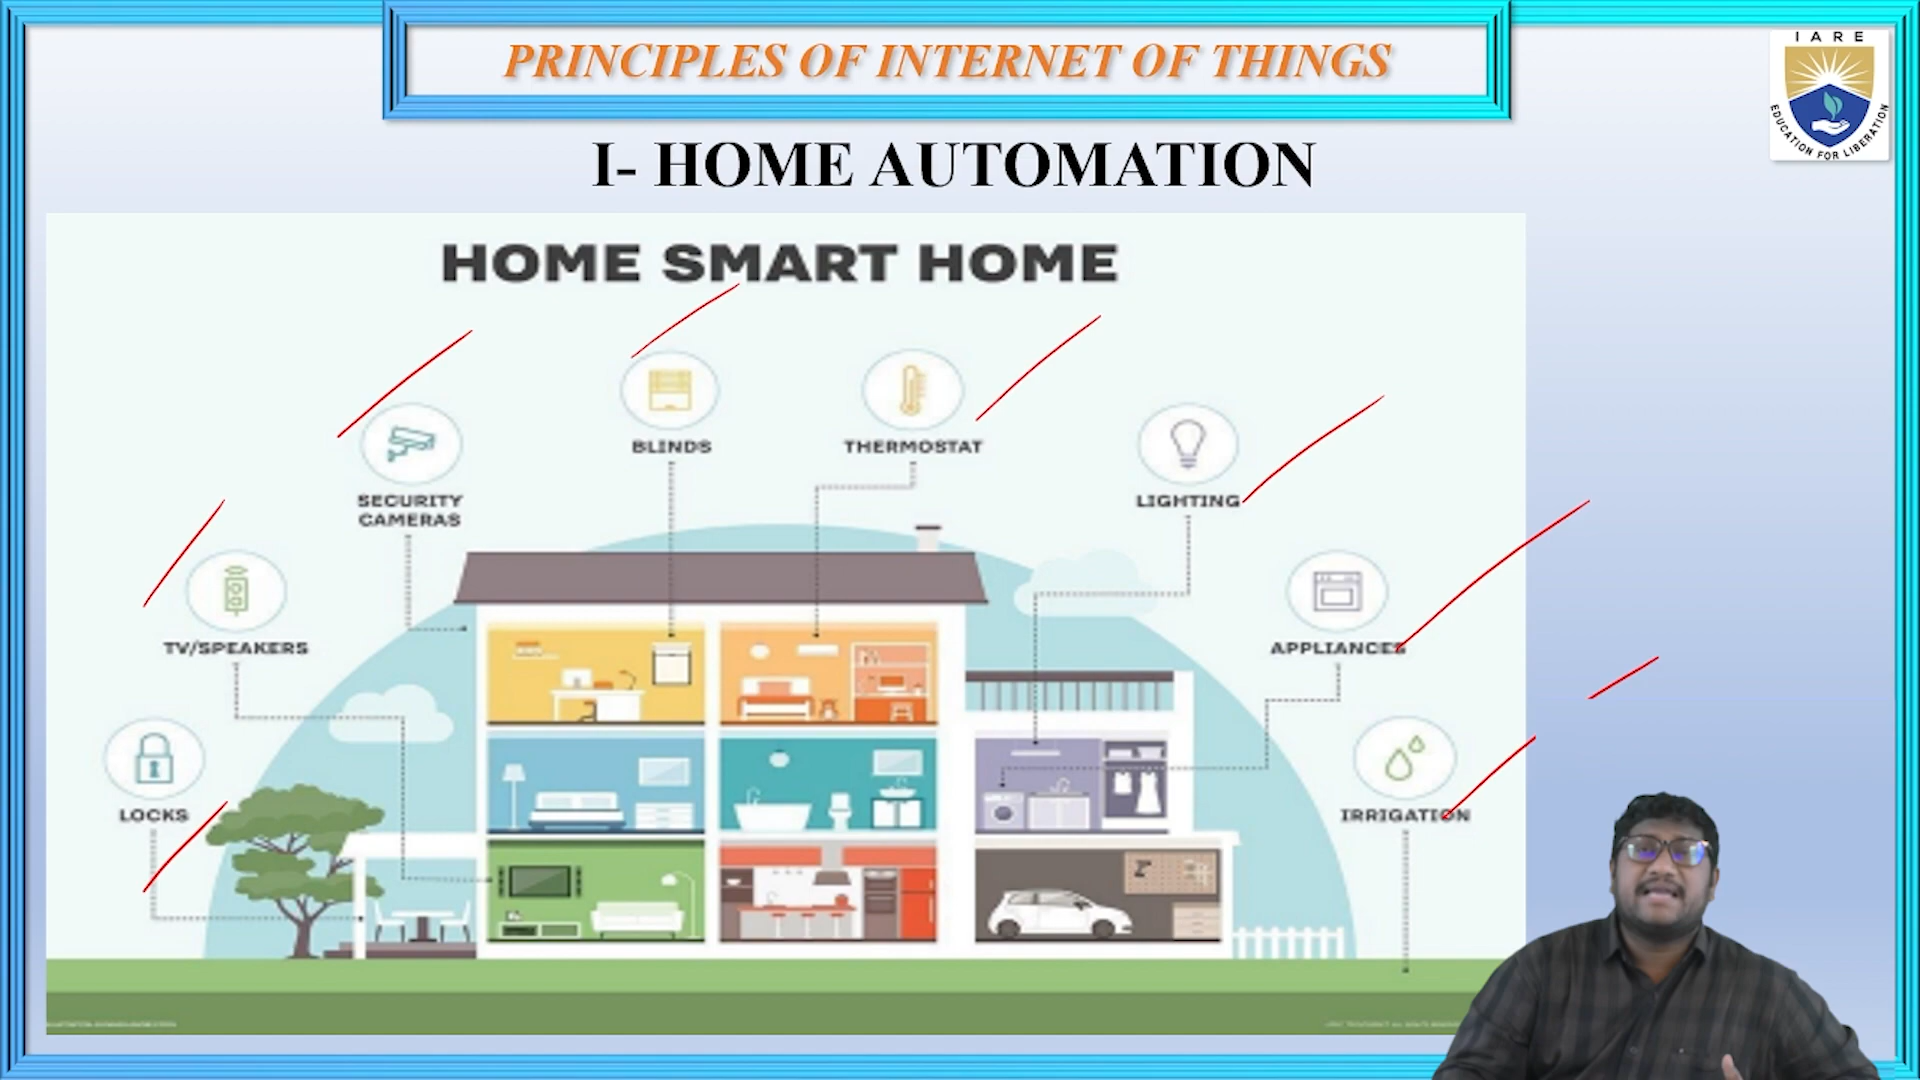 PRINCIPLES OF INTERNET OF THINGS
IARE
EDUCATION FOR LIBERATION
I- HOME AUTOMATION
HOME SMART HOME
BLINDS
THERMOSTAT
SECURITY
CAMERAS
LIGHTING
TV/SPEAKERS
APPLIANCES
LOCKS
IRRIGATION